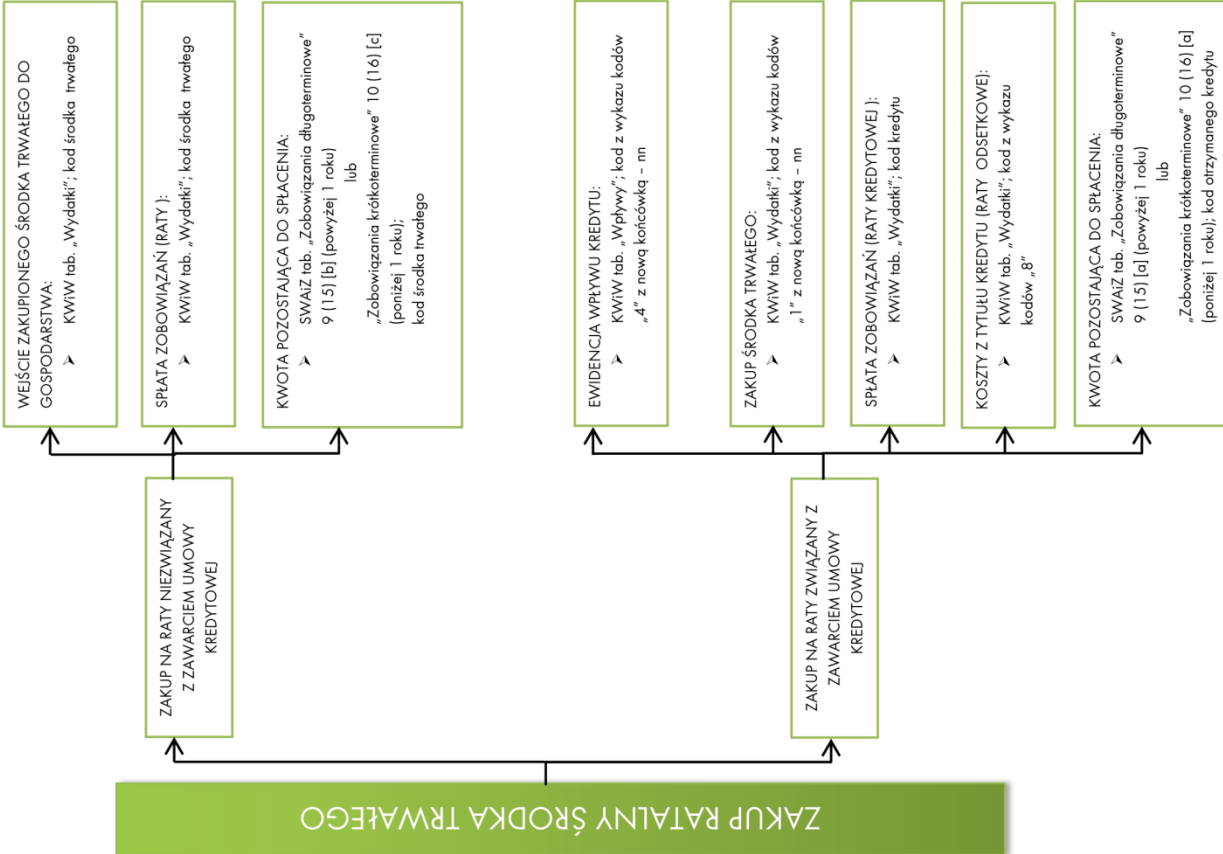 ZAKUP RATALNY ŚRODKA TRWAŁEGO
ZAKUP NA RATY NIEZWIĄZANY
Z ZAWARCIEM UMOWY
KREDYTOWEJ
WEJŚCIE ZAKUPIONEGO ŚRODKA TRWAŁEGO DO
GOSPODARSTWA:
➢ KWiW tab. „Wydatki"; kod środka trwałego
SPŁATA ZOBOWIĄZAŃ (RATY ):
➢ KWiW tab. „Wydatki"; kod środka trwałego
KWOTA POZOSTAJĄCA DO SPŁACENIA:
➢ SWAiZ tab. „Zobowiązania długoterminowe"
9 (15) [b] (powyżej 1 roku)
lub
„Zobowiązania krótkoterminowe" 10 (16) [c]
(poniżej 1 roku);
kod środka trwałego
ZAKUP NA RATY ZWIĄZANY Z
ZAWARCIEM UMOWY
KREDYTOWEJ
EWIDENCJA WPŁYWU KREDYTU:
➢ KWiW tab. „Wpływy"; kod z wykazu kodów
„4" z nową końcówką – nn
ZAKUP ŚRODKA TRWAŁEGO:
➢ KWiW tab. „Wydatki"; kod z wykazu kodów
„1" z nową końcówką – nn
SPŁATA ZOBOWIĄZAŃ (RATY KREDYTOWEJ ):
➢ KWiW tab. „Wydatki"; kod kredytu
KOSZTY Z TYTUŁU KREDYTU (RATY ODSETKOWEJ):
➢ KWiW tab. „Wydatki"; kod z wykazu
kodów „8"
KWOTA POZOSTAJĄCA DO SPŁACENIA:
➢ SWAiZ tab. „Zobowiązania długoterminowe"
9 (15) [a] (powyżej 1 roku)
lub
„Zobowiązania krótkoterminowe" 10 (16) [a]
(poniżej 1 roku); kod otrzymanego kredytu